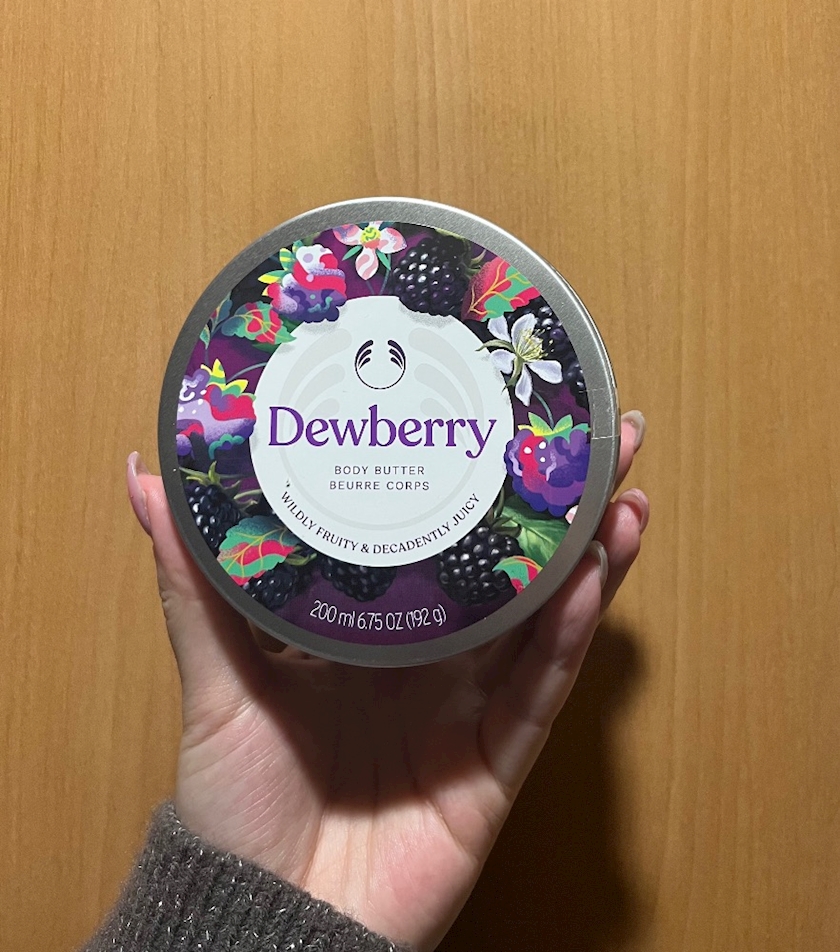 Dewberry
BODY BUTTER
BEURRE CORPS
WILDLY FRUITY & DECADENTLY JUICY
200 ml 6.75 OZ (192 g)